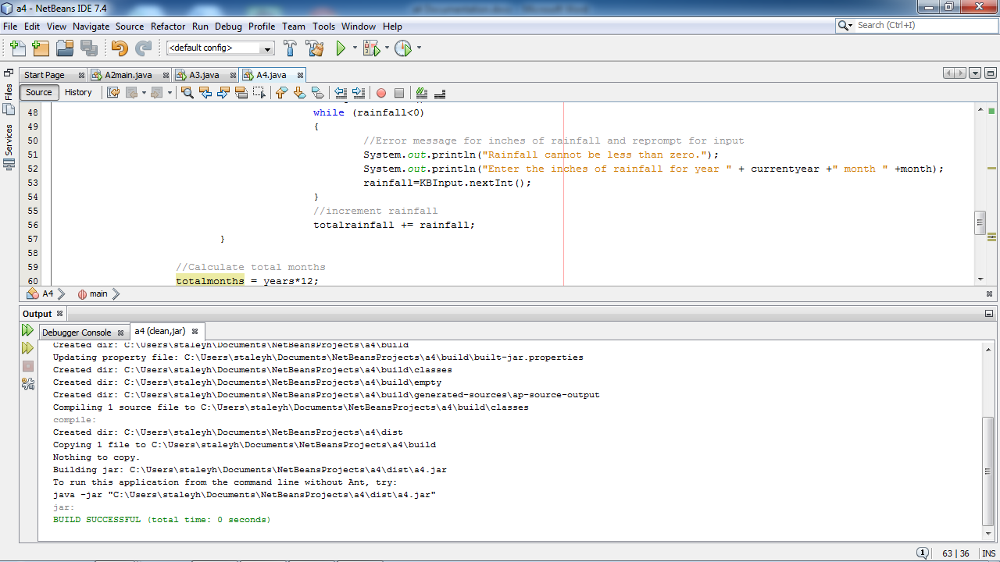 a4 - NetBeans IDE 7.4
File Edit View Navigate Source Refactor Run Debug Profile Team Tools Window Help
Search (Ctrl+I)
<default config>
Files
Services
Start Page A2main.java A3.java A4.java
Source History
48 while (rainfall<0)
49 {
50 //Error message for inches of rainfall and reprompt for input
51 System.out.println("Rainfall cannot be less than zero.");
52 System.out.println("Enter the inches of rainfall for year " + currentyear +" month " +month);
53 rainfall=KBInput.nextInt();
54 }
55 //increment rainfall
56 totalrainfall += rainfall;
57 }
58
59 //Calculate total months
60 totalmonths = years*12;
A4 main
Output
Debugger Console a4 (clean,jar)
Created dir: C:\Users\staleyh\Documents\NetBeansProjects\a4\build
Updating property file: C:\Users\staleyh\Documents\NetBeansProjects\a4\build\built-jar.properties
Created dir: C:\Users\staleyh\Documents\NetBeansProjects\a4\build\classes
Created dir: C:\Users\staleyh\Documents\NetBeansProjects\a4\build\empty
Created dir: C:\Users\staleyh\Documents\NetBeansProjects\a4\build\generated-sources\ap-source-output
Compiling 1 source file to C:\Users\staleyh\Documents\NetBeansProjects\a4\build\classes
compile:
Created dir: C:\Users\staleyh\Documents\NetBeansProjects\a4\dist
Copying 1 file to C:\Users\staleyh\Documents\NetBeansProjects\a4\build
Nothing to copy.
Building jar: C:\Users\staleyh\Documents\NetBeansProjects\a4\dist\a4.jar
To run this application from the command line without Ant, try:
java -jar "C:\Users\staleyh\Documents\NetBeansProjects\a4\dist\a4.jar"
jar:
BUILD SUCCESSFUL (total time: 0 seconds)
1 63 | 36 INS